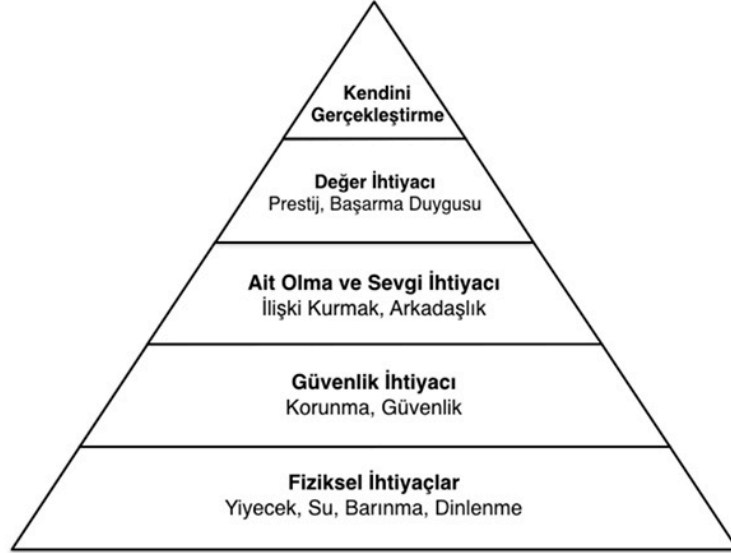 Kendini
Gerçekleştirme
Değer İhtiyacı
Prestij, Başarma Duygusu
Ait Olma ve Sevgi İhtiyacı
İlişki Kurmak, Arkadaşlık
Güvenlik İhtiyacı
Korunma, Güvenlik
Fiziksel İhtiyaçlar
Yiyecek, Su, Barınma, Dinlenme